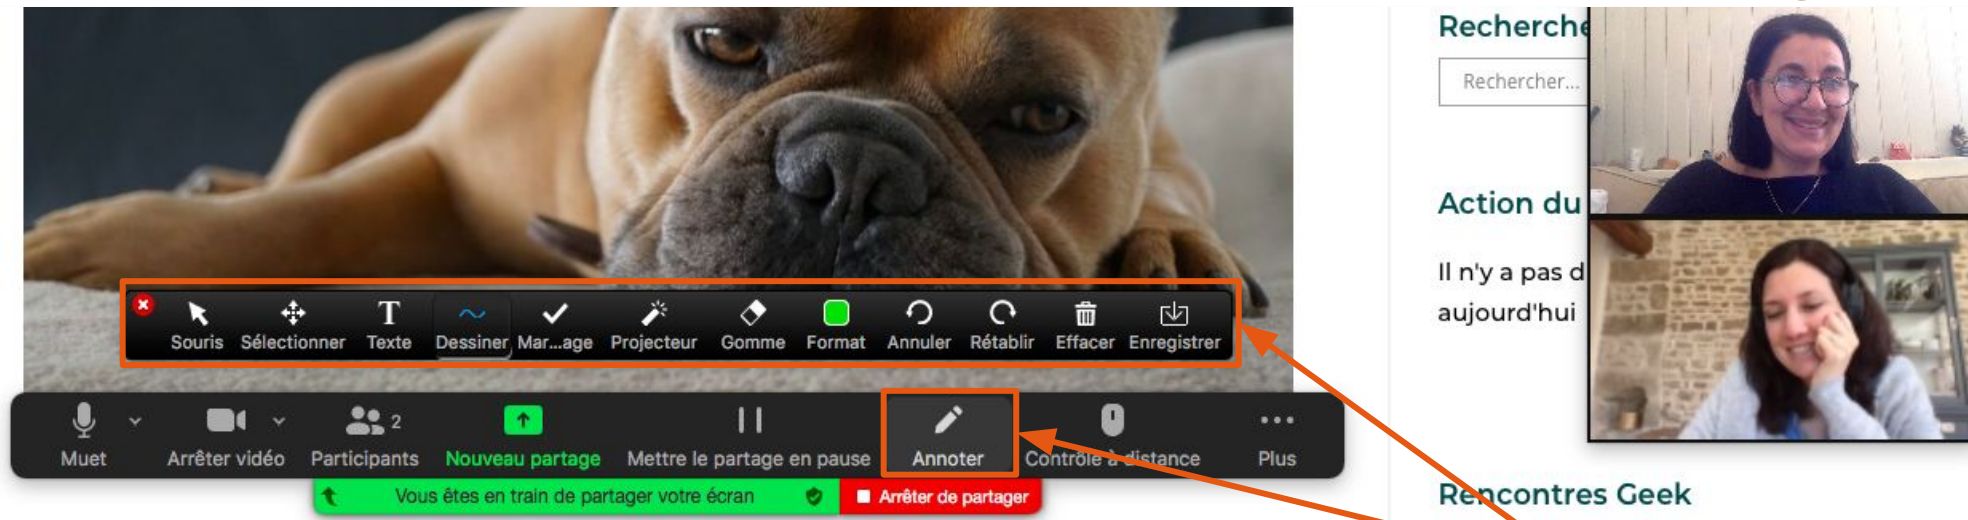 Recherche
Rechercher...
Action du
Il n'y a pas d
aujourd'hui
Souris Sélectionner Texte Dessiner Mar...age Projecteur Gomme Format Annuler Rétablir Effacer Enregistrer
2
Muet Arrêter vidéo Participants Nouveau partage Mettre le partage en pause Annoter Contrôle à distance Plus
Vous êtes en train de partager votre écran Arrêter de partager
Rencontres Geek